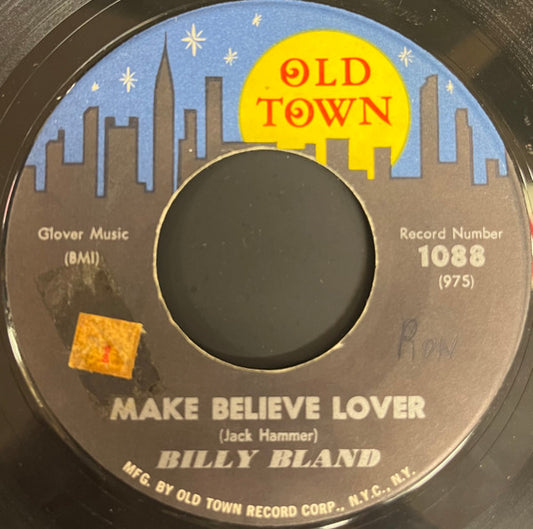 OLD
TOWN
Glover Music
(BMI)
Record Number
1088
(975)
1
Ron
MAKE BELIEVE LOVER
(Jack Hammer)
BILLY BLAND
MFG. BY OLD TOWN RECORD CORP., N.Y.C., N.Y.